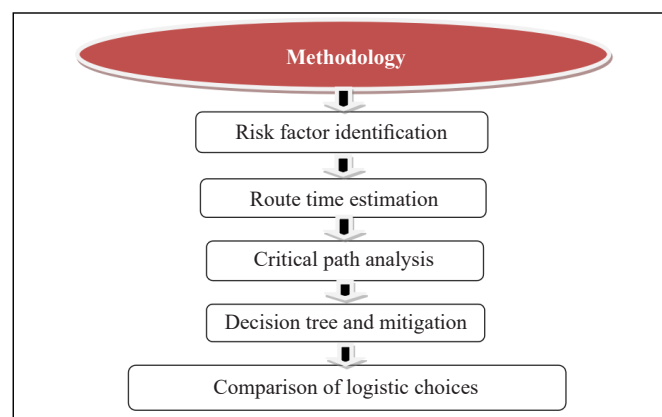 Methodology
Risk factor identification
Route time estimation
Critical path analysis
Decision tree and mitigation
Comparison of logistic choices